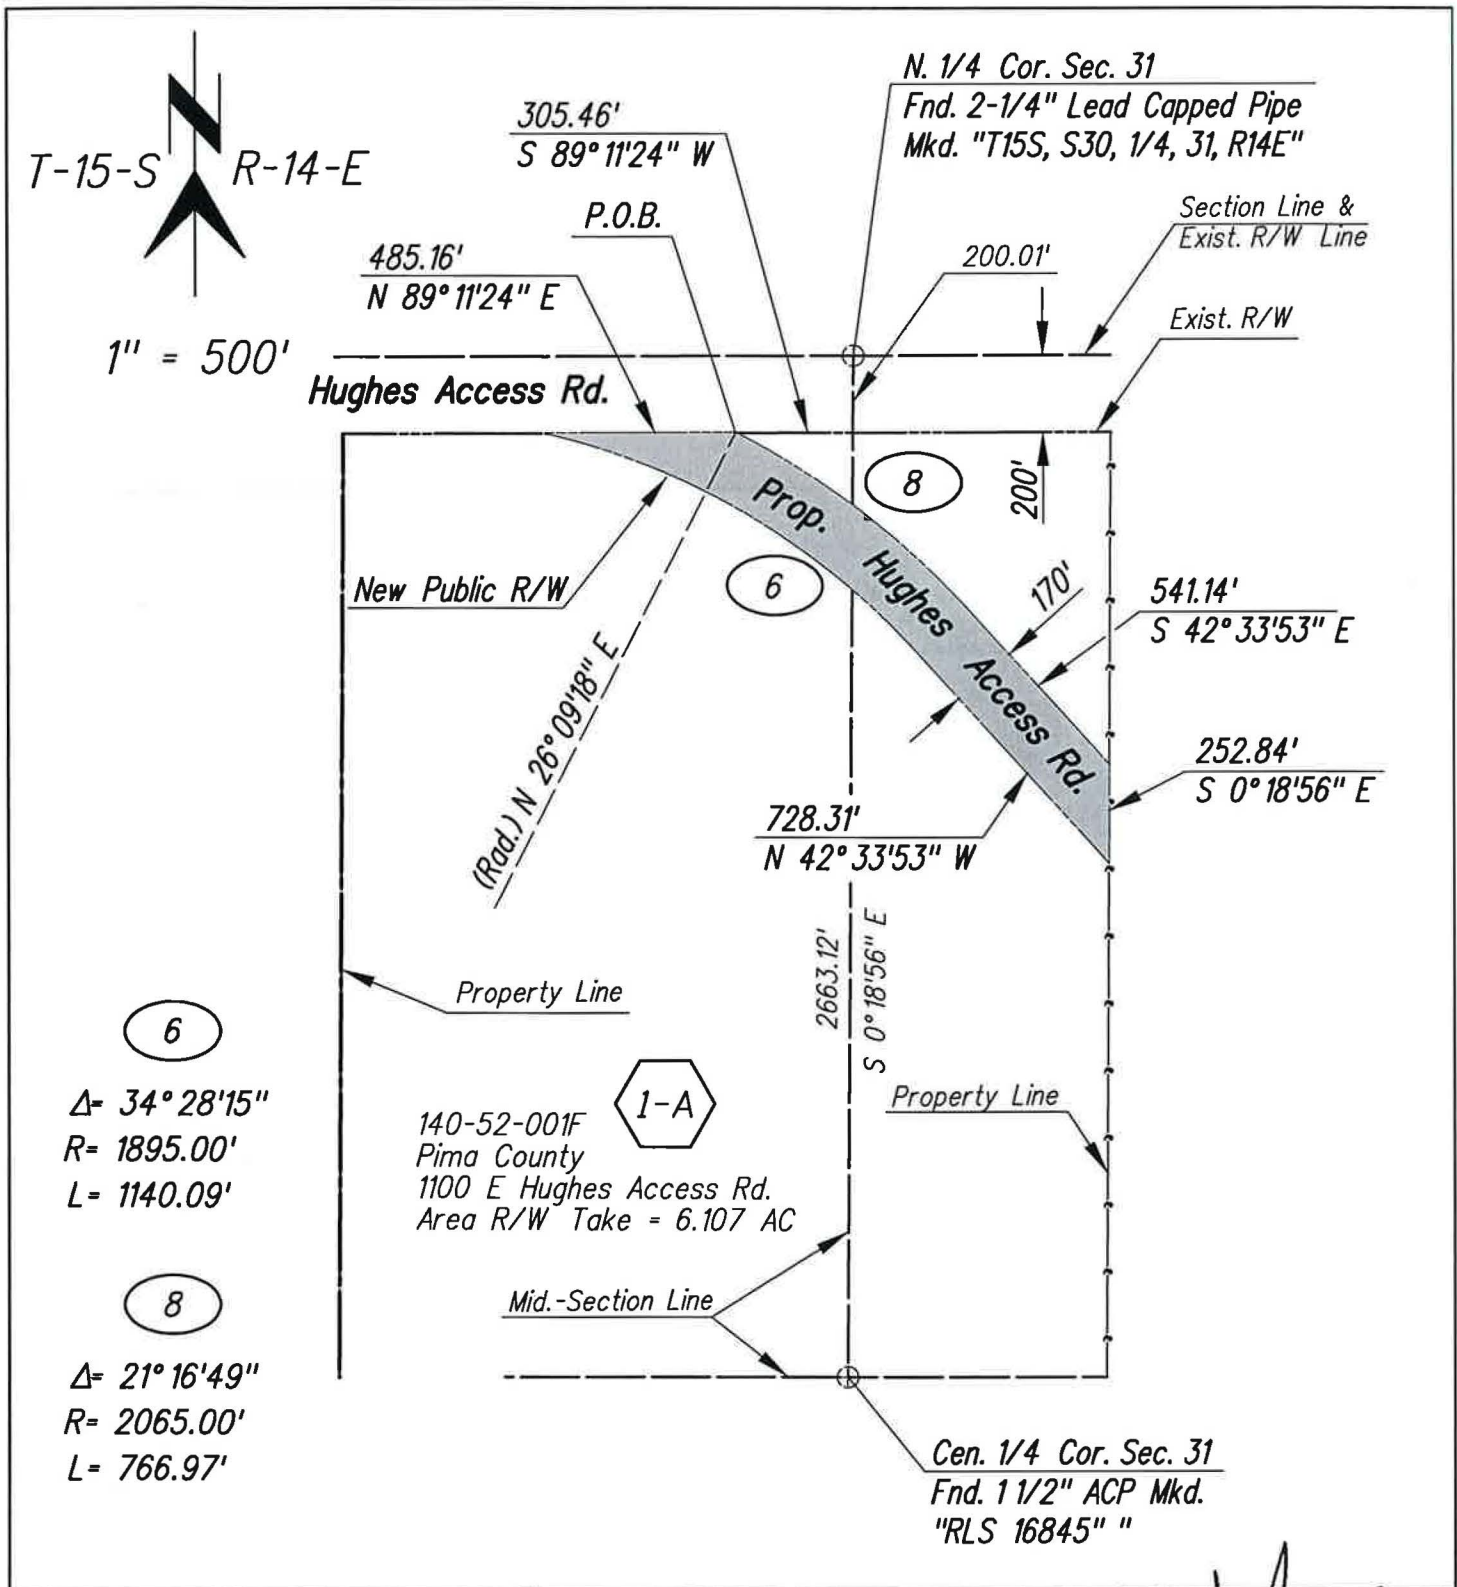 N
T-15-S R-14-E
1" = 500'
305.46'
S 89°11'24" W
P.O.B.
485.16'
N 89°11'24" E
N. 1/4 Cor. Sec. 31
Fnd. 2-1/4" Lead Capped Pipe
Mkd. "T15S, S30, 1/4, 31, R14E"
Section Line &
Exist. R/W Line
200.01'
Exist. R/W
Hughes Access Rd.
8
200'
Prop. Hughes Access Rd.
New Public R/W
6
170'
541.14'
S 42°33'53" E
(Rad.) N 26°09'18" E
252.84'
S 0°18'56" E
728.31'
N 42°33'53" W
2663.12'
S 0°18'56" E
Property Line
6
Δ= 34°28'15"
R= 1895.00'
L= 1140.09'
1-A
140-52-001F
Pima County
1100 E Hughes Access Rd.
Area R/W Take = 6.107 AC
Property Line
8
Δ= 21°16'49"
R= 2065.00'
L= 766.97'
Mid.-Section Line
Cen. 1/4 Cor. Sec. 31
Fnd. 1 1/2" ACP Mkd.
"RLS 16845" "